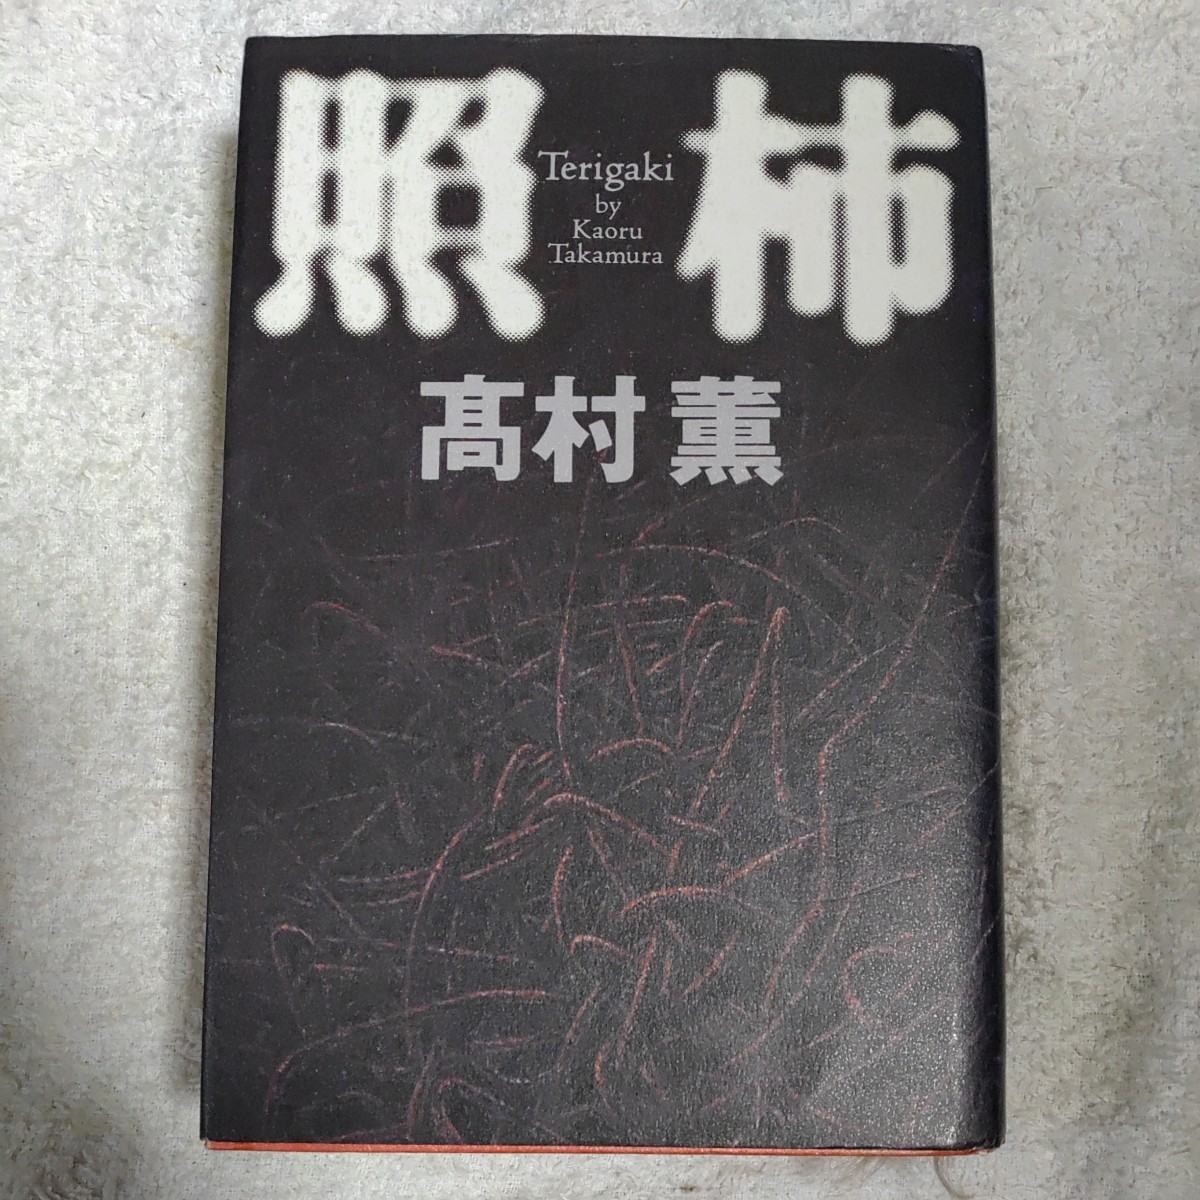 照柿
Terigaki
by
Kaoru
Takamura
髙村 薫